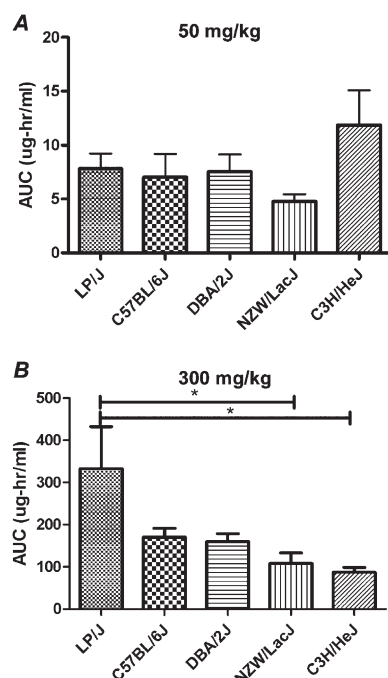 A
50 mg/kg
20
15
10
5
0
AUC (ug-hr/ml)
LP/J
C57BL/6J
DBA/2J
NZW/LacJ
C3H/HeJ
B
300 mg/kg
*
*
500
400
300
200
100
0
AUC (ug-hr/ml)
LP/J
C57BL/6J
DBA/2J
NZW/LacJ
C3H/HeJ